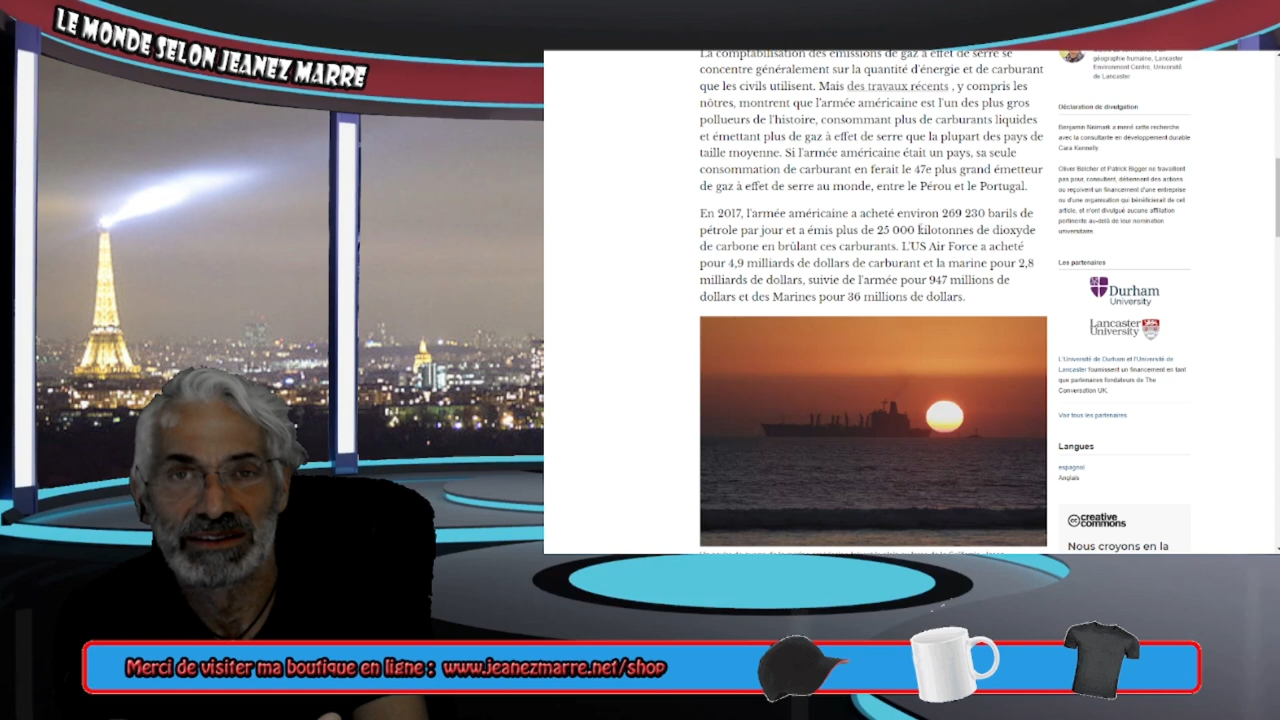 LE MONDE SELON JEANEZ MARRE
La comptabilisation des émissions de gaz à effet de serre se
concentre généralement sur la quantité d'énergie et de carburant
que les civils utilisent. Mais des travaux récents , y compris les
nôtres, montrent que l'armée américaine est l'un des plus gros
pollueurs de l'histoire, consommant plus de carburants liquides
et émettant plus de gaz à effet de serre que la plupart des pays de
taille moyenne. Si l'armée américaine était un pays, sa seule
consommation de carburant en ferait le 47e plus grand émetteur
de gaz à effet de serre au monde, entre le Pérou et le Portugal.
En 2017, l'armée américaine a acheté environ 269 230 barils de
pétrole par jour et a émis plus de 25 000 kilotonnes de dioxyde
de carbone en brûlant ces carburants. L'US Air Force a acheté
pour 4,9 milliards de dollars de carburant et la marine pour 2,8
milliards de dollars, suivie de l'armée pour 947 millions de
dollars et des Marines pour 36 millions de dollars.
géographie humaine, Lancaster
Environment Centre, Université
de Lancaster
Déclaration de divulgation
Benjamin Neimark a mené cette recherche
avec la consultante en développement durable
Cara Kennelly.
Oliver Belcher et Patrick Bigger ne travaillent
pas pour, consultent, détiennent des actions
ou reçoivent un financement d'une entreprise
ou d'une organisation qui bénéficierait de cet
article, et n'ont divulgué aucune affiliation
pertinente au-delà de leur nomination
universitaire.
Les partenaires
Durham
University
Lancaster
University
L'Université de Durham et l'Université de
Lancaster fournissent un financement en tant
que partenaires fondateurs de The
Conversation UK.
Voir tous les partenaires
Langues
espagnol
Anglais
cc creative
commons
Nous croyons en la
Merci de visiter ma boutique en ligne : www.jeanezmarre.net/shop